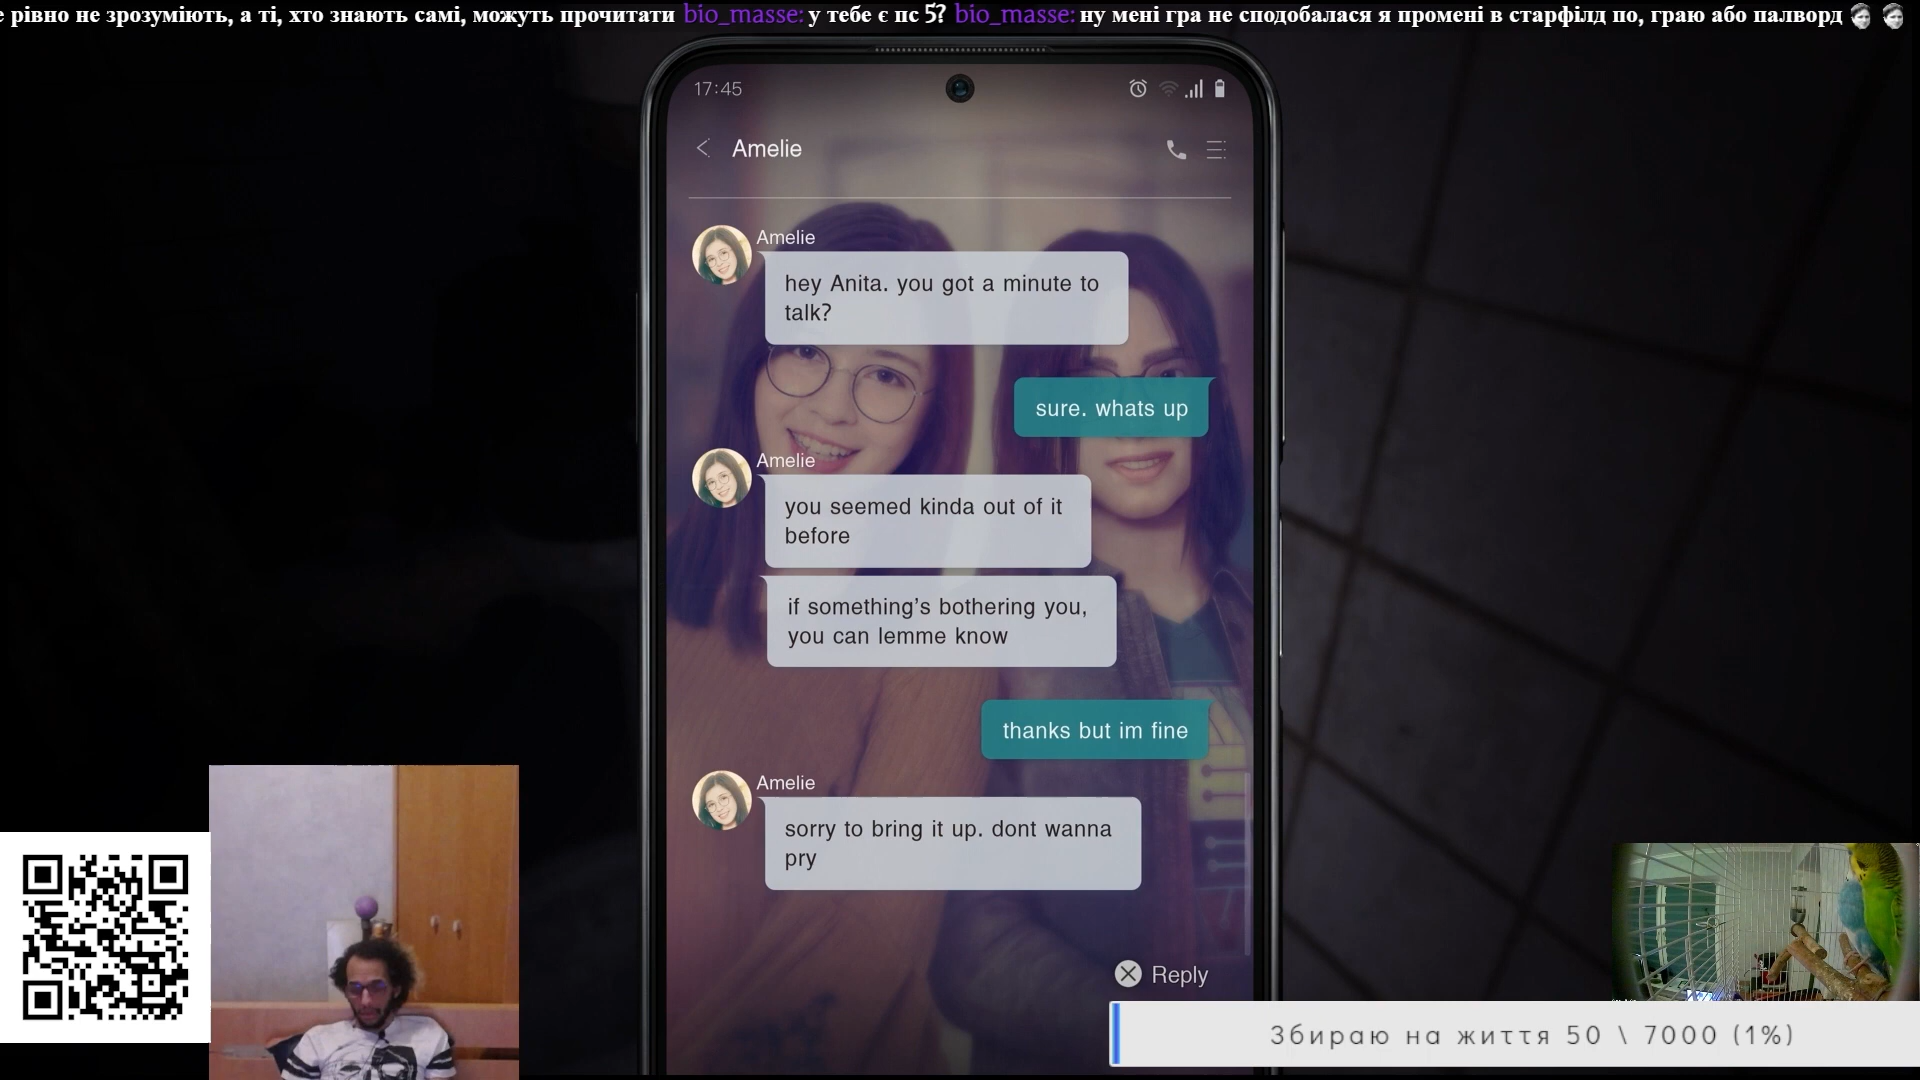 рівно не зрозуміють, а ті, хто знають самі, можуть прочитати bio_masse: у тебе є пс 5? bio_masse: ну мені гра не сподобалася я промені в старфілд по, граю або палворд
17:45
Amelie
Amelie
hey Anita. you got a minute to
talk?
sure. whats up
Amelie
you seemed kinda out of it
before
if something's bothering you,
you can lemme know
thanks but im fine
Amelie
sorry to bring it up. dont wanna
pry
Reply
Збираю на життя 50 \ 7000 (1%)